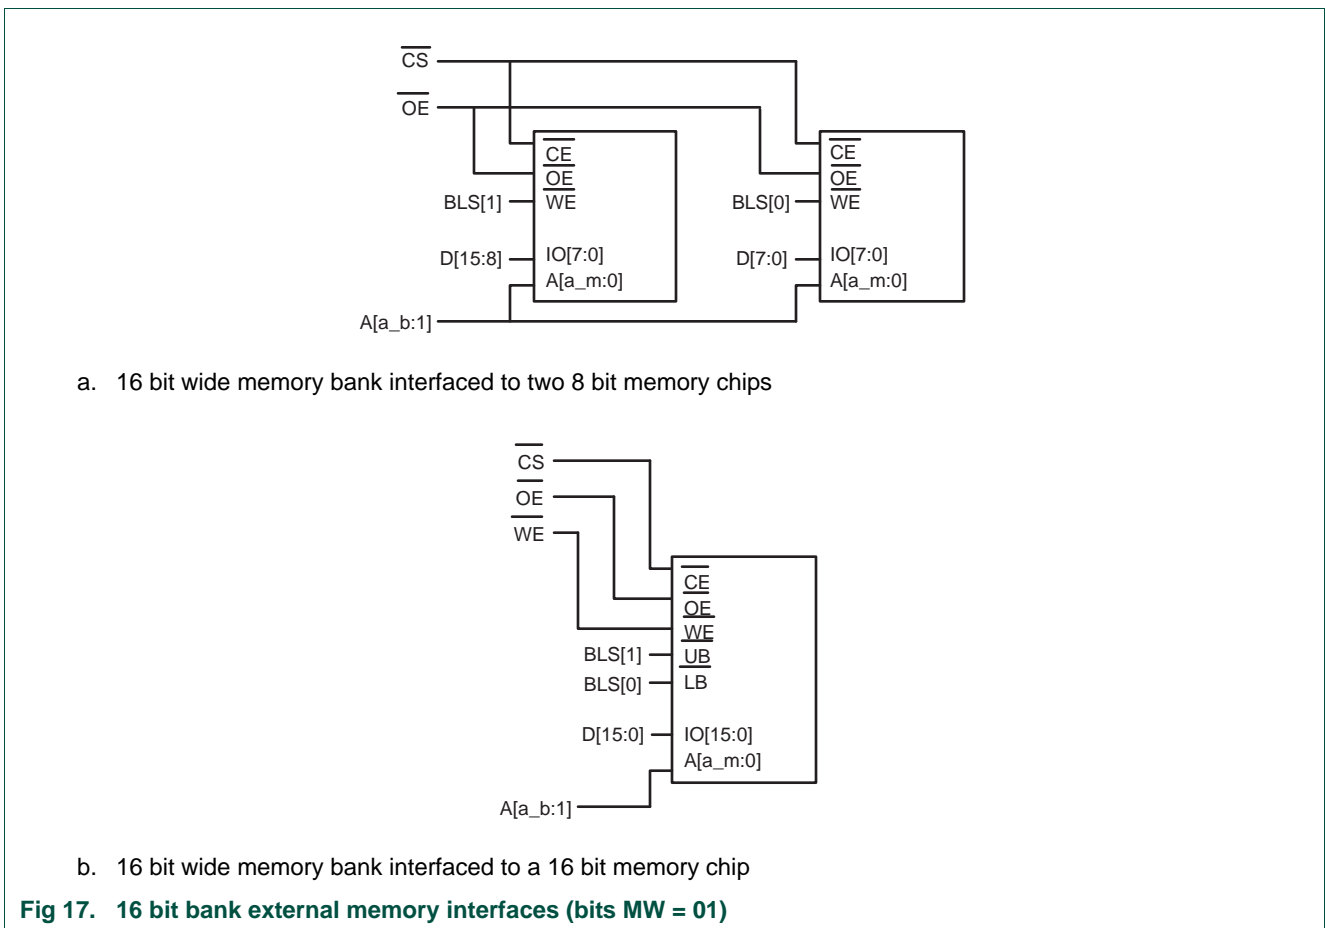 CS
OE
CE
OE
BLS[1] WE
D[15:8] IO[7:0]
A[a_m:0]
CE
OE
BLS[0] WE
D[7:0] IO[7:0]
A[a_m:0]
A[a_b:1]
a. 16 bit wide memory bank interfaced to two 8 bit memory chips
CS
OE
WE
CE
OE
WE
BLS[1] UB
BLS[0] LB
D[15:0] IO[15:0]
A[a_m:0]
A[a_b:1]
b. 16 bit wide memory bank interfaced to a 16 bit memory chip
Fig 17. 16 bit bank external memory interfaces (bits MW = 01)